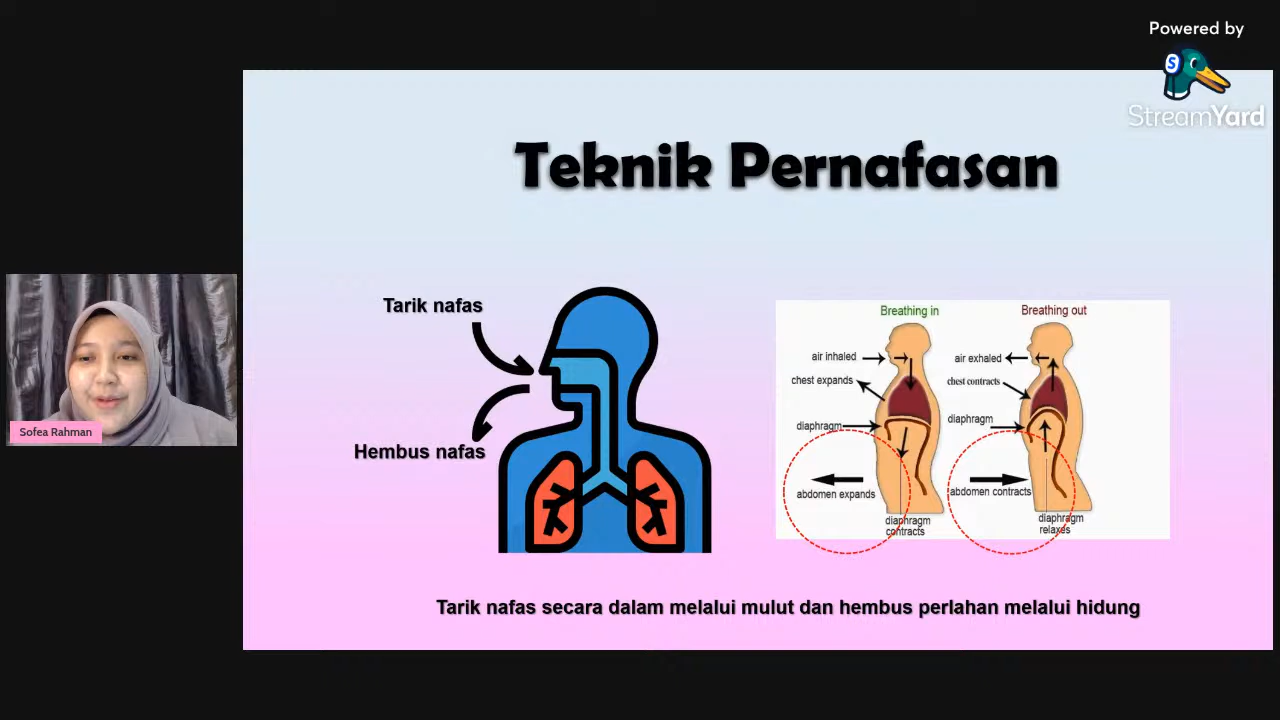 Powered by
S
StreamYard
Teknik Pernafasan
Tarik nafas
Hembus nafas
Breathing in
air inhaled
chest expands
diaphragm
abdomen expands
diaphragm
contracts
Breathing out
air exhaled
chest contracts
diaphragm
abdomen contracts
diaphragm
relaxes
Sofea Rahman
Tarik nafas secara dalam melalui mulut dan hembus perlahan melalui hidung